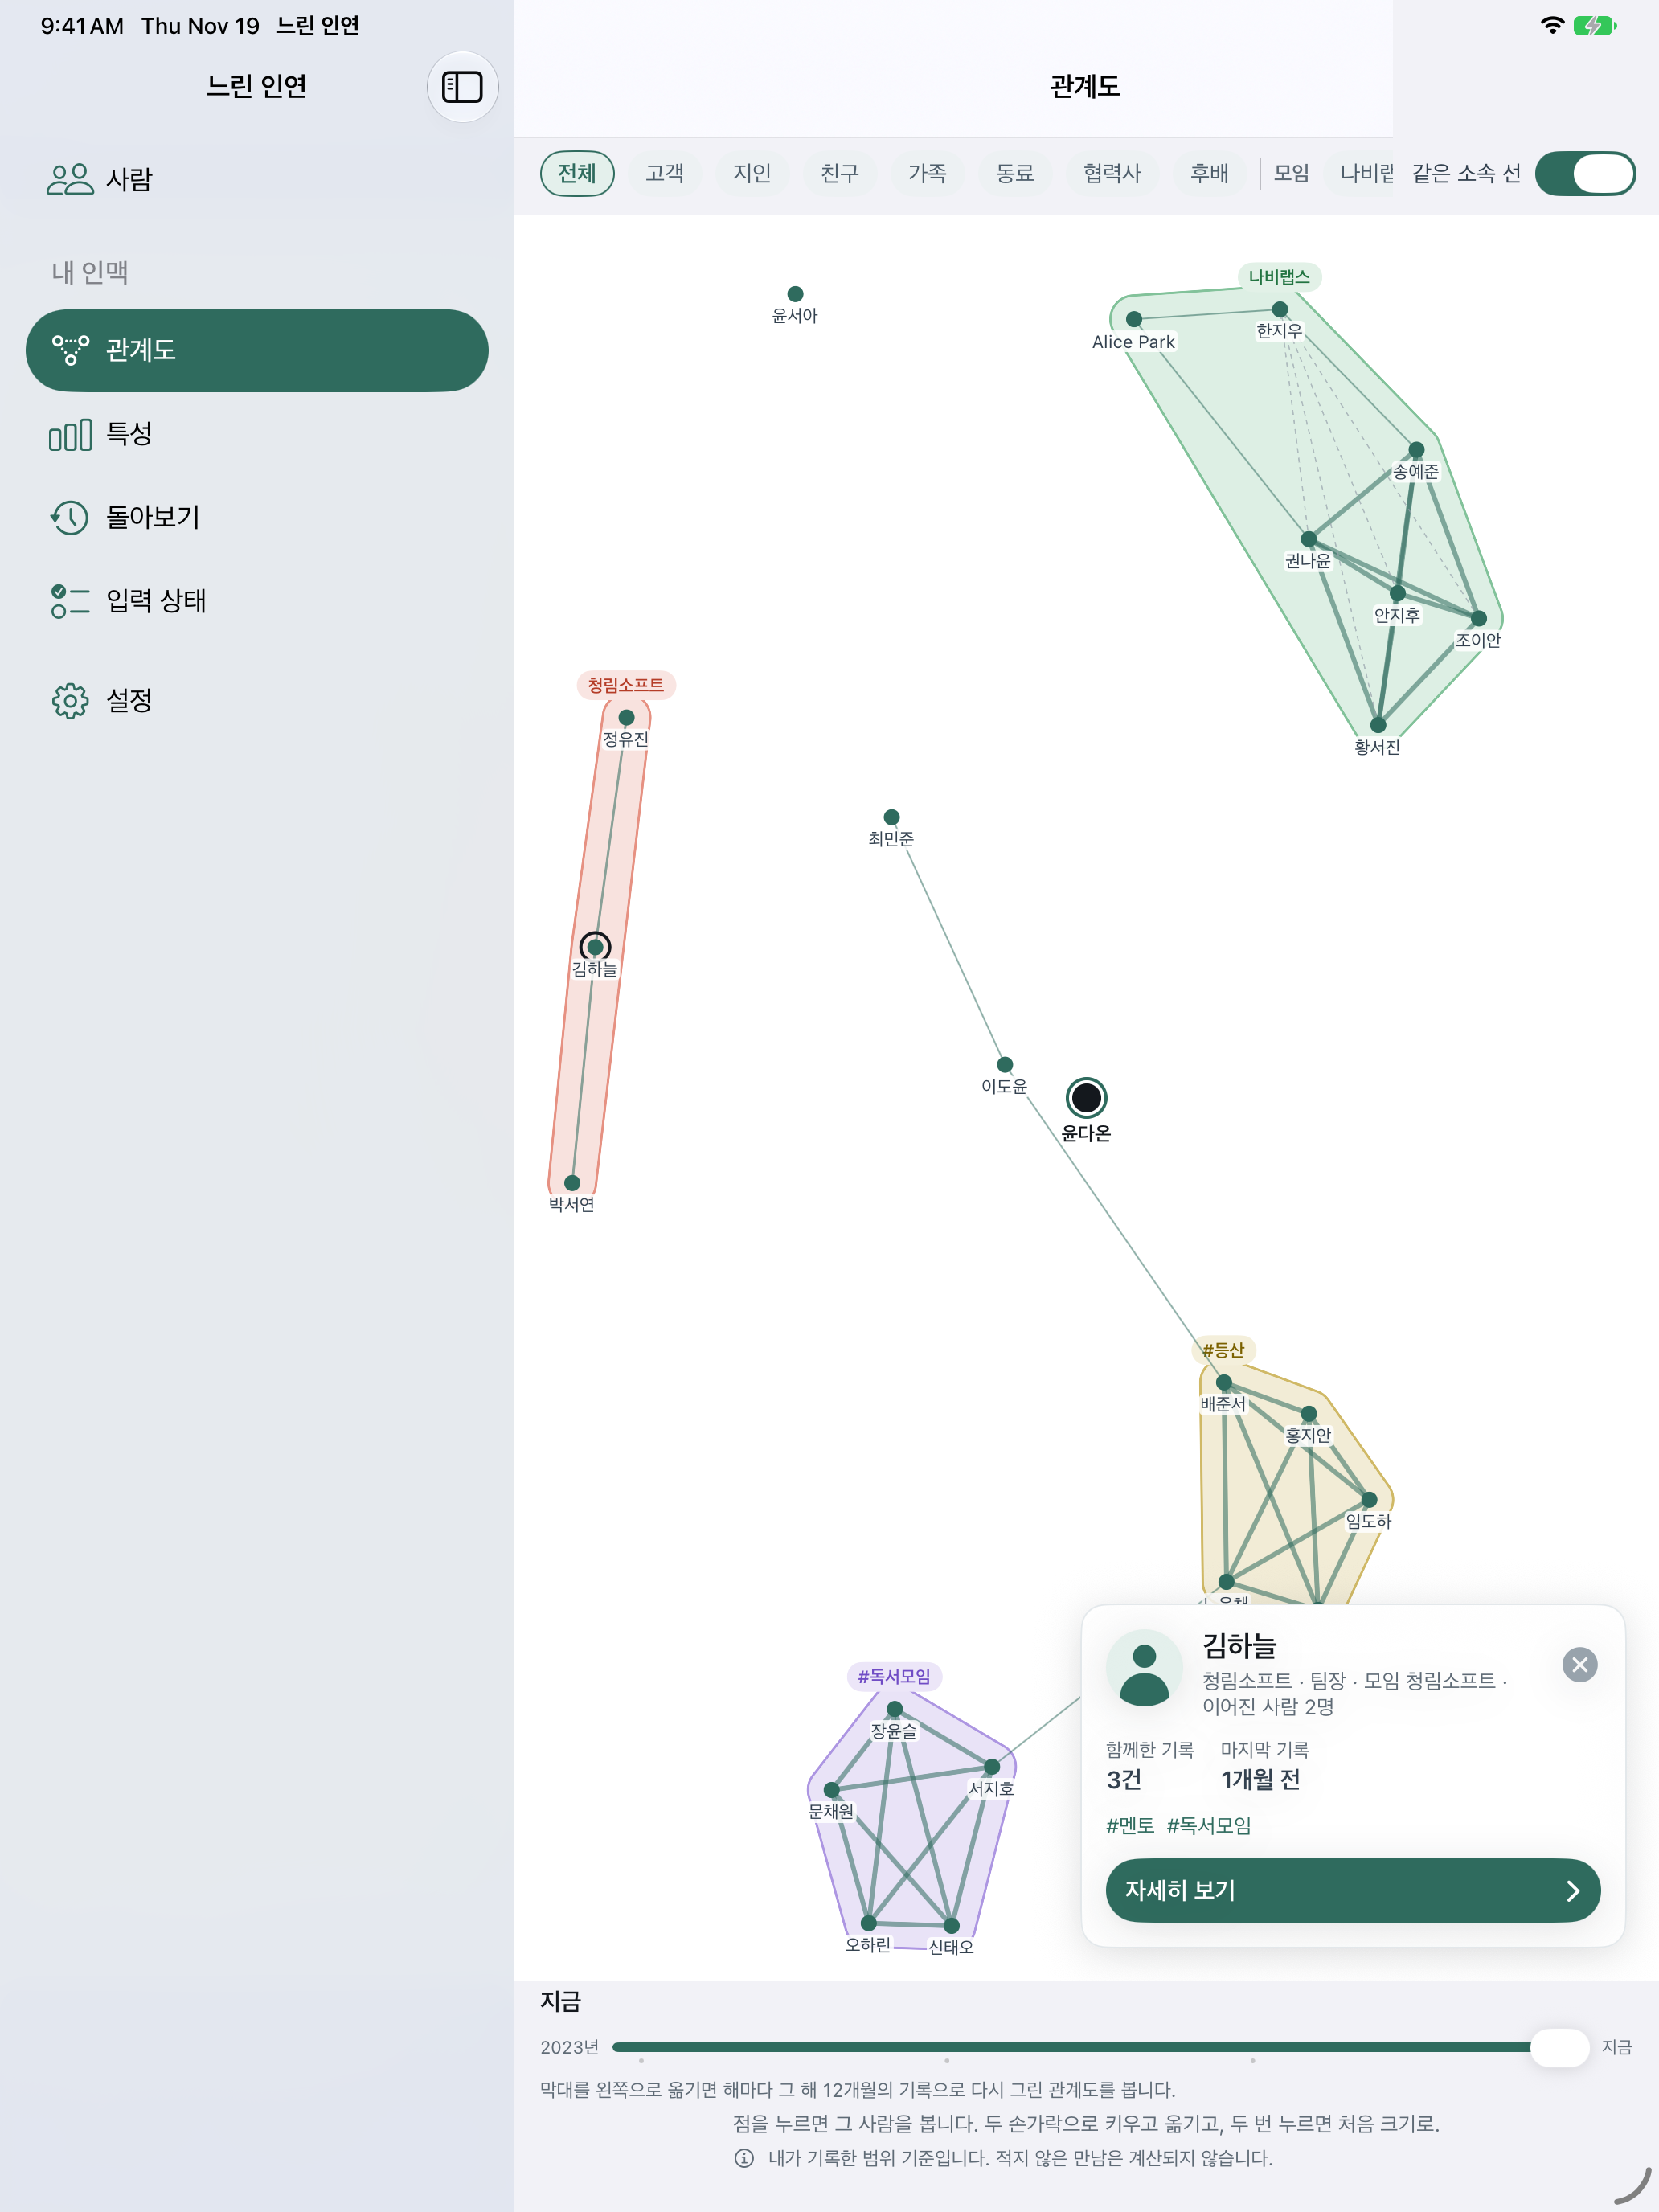 9:41 AM Thu Nov 19 느린 인연
느린 인연
사람
내 인맥
관계도
특성
돌아보기
입력 상태
설정
관계도
전체 고객 지인 친구 가족 동료 협력사 후배 모임 같은 소속 선
윤서아
나비랩스
Alice Park
한지우
송예준
권나윤
안지후
조이안
황서진
청림소프트
정유진
김하늘
박서연
최민준
이도윤
윤다온
#등산
배준서
홍지안
임도하
#독서모임
장윤슬
서지호
문채원
오하린
신태오
김하늘
청림소프트 · 팀장 · 모임 청림소프트 ·
이어진 사람 2명
함께한 기록 마지막 기록
3건 1개월 전
#멘토 #독서모임
자세히 보기
지금
2023년 지금
막대를 왼쪽으로 옮기면 해마다 그 해 12개월의 기록으로 다시 그린 관계도를 봅니다.
점을 누르면 그 사람을 봅니다. 두 손가락으로 키우고 옮기고, 두 번 누르면 처음 크기로.
내가 기록한 범위 기준입니다. 적지 않은 만남은 계산되지 않습니다.